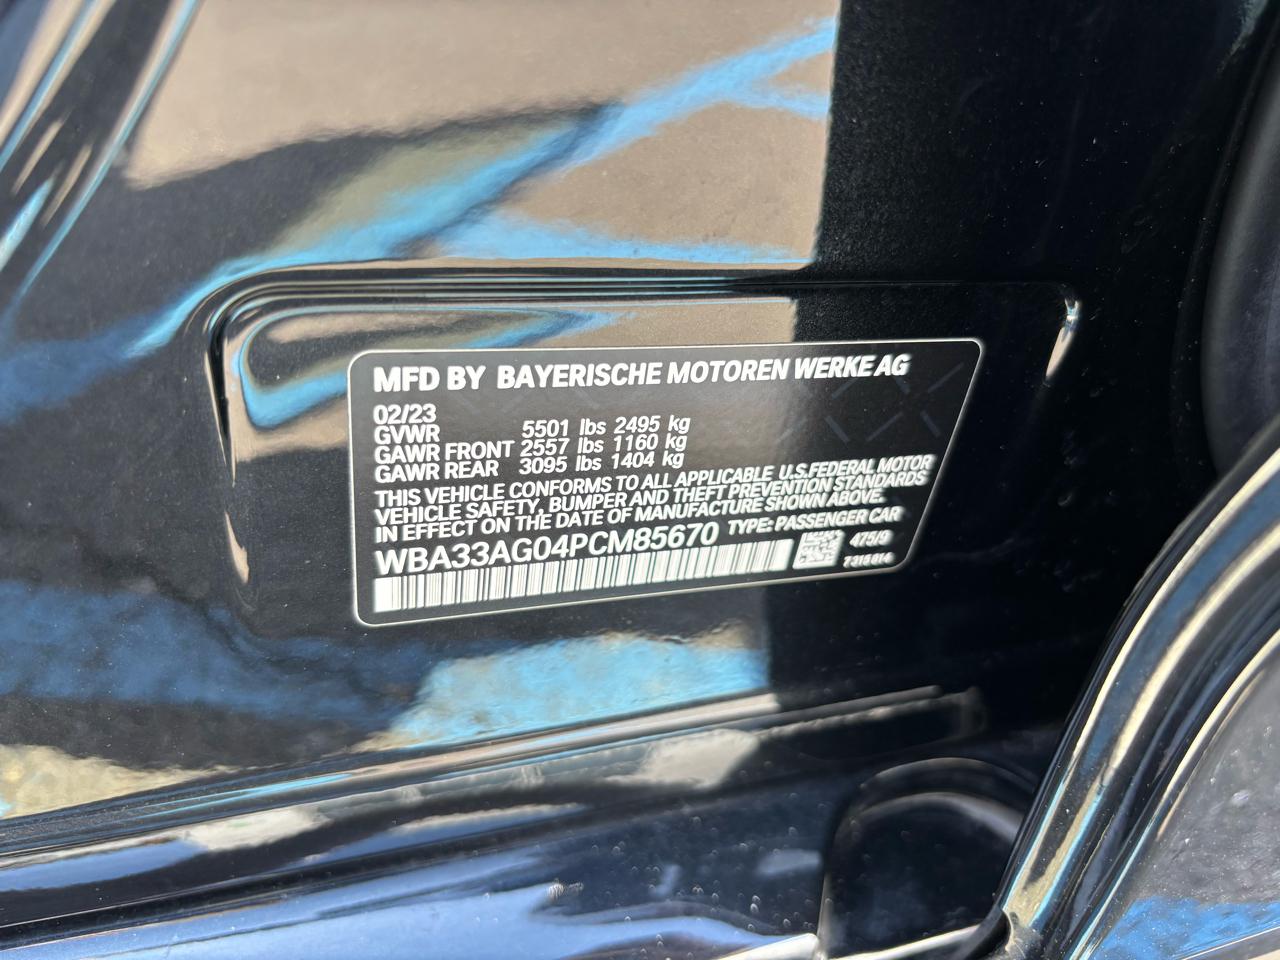 MFD BY BAYERISCHE MOTOREN WERKE AG
02/23
GVWR 5501 lbs 2495 kg
GAWR FRONT 2557 lbs 1160 kg
GAWR REAR 3095 lbs 1404 kg
THIS VEHICLE CONFORMS TO ALL APPLICABLE U.S.FEDERAL MOTOR
VEHICLE SAFETY, BUMPER AND THEFT PREVENTION STANDARDS
IN EFFECT ON THE DATE OF MANUFACTURE SHOWN ABOVE.
WBA33AG04PCM85670 TYPE: PASSENGER CAR
475/9
7315814